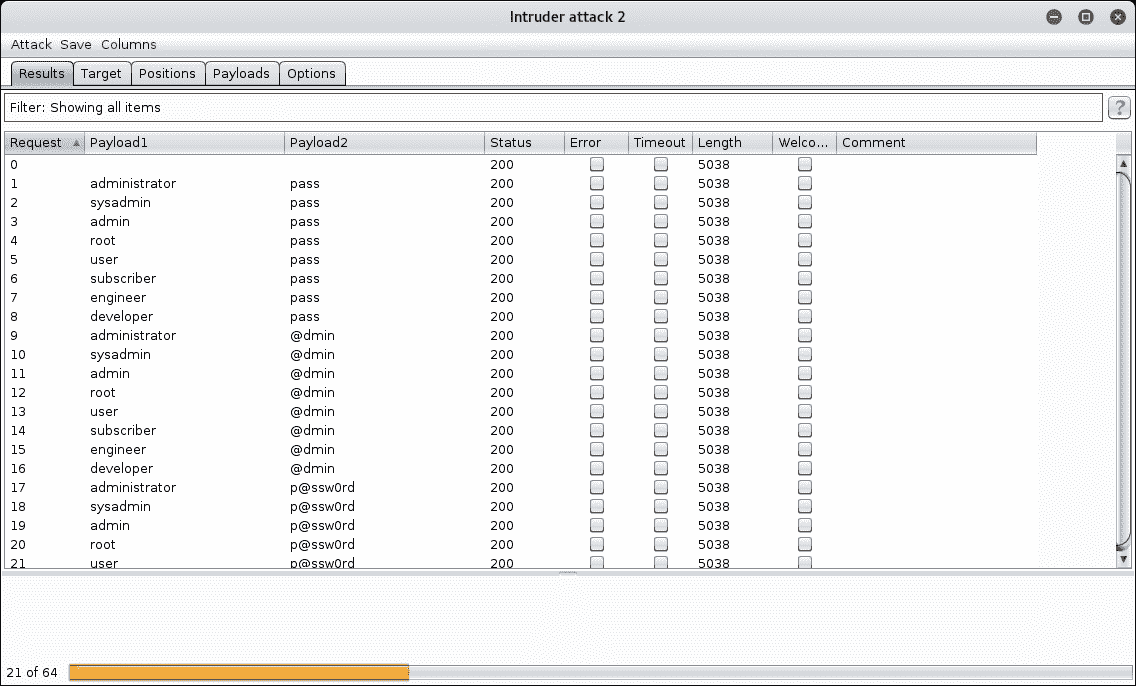 Intruder attack 2
Attack Save Columns
Results Target Positions Payloads Options
Filter: Showing all items ?
Request Payload1 Payload2 Status Error Timeout Length Welco... Comment
0 200 5038
1 administrator pass 200 5038
2 sysadmin pass 200 5038
3 admin pass 200 5038
4 root pass 200 5038
5 user pass 200 5038
6 subscriber pass 200 5038
7 engineer pass 200 5038
8 developer pass 200 5038
9 administrator @dmin 200 5038
10 sysadmin @dmin 200 5038
11 admin @dmin 200 5038
12 root @dmin 200 5038
13 user @dmin 200 5038
14 subscriber @dmin 200 5038
15 engineer @dmin 200 5038
16 developer @dmin 200 5038
17 administrator p@ssw0rd 200 5038
18 sysadmin p@ssw0rd 200 5038
19 admin p@ssw0rd 200 5038
20 root p@ssw0rd 200 5038
21 user p@ssw0rd 200 5038
21 of 64